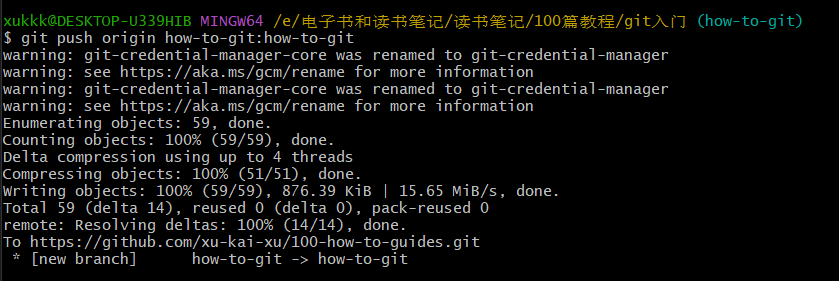 xukkk@DESKTOP-U339HIB MINGW64 /e/电子书和读书笔记/读书笔记/100篇教程/git入门 (how-to-git)
$ git push origin how-to-git:how-to-git
warning: git-credential-manager-core was renamed to git-credential-manager
warning: see https://aka.ms/gcm/rename for more information
warning: git-credential-manager-core was renamed to git-credential-manager
warning: see https://aka.ms/gcm/rename for more information
Enumerating objects: 59, done.
Counting objects: 100% (59/59), done.
Delta compression using up to 4 threads
Compressing objects: 100% (51/51), done.
Writing objects: 100% (59/59), 876.39 KiB | 15.65 MiB/s, done.
Total 59 (delta 14), reused 0 (delta 0), pack-reused 0
remote: Resolving deltas: 100% (14/14), done.
To https://github.com/xu-kai-xu/100-how-to-guides.git
 * [new branch]      how-to-git -> how-to-git